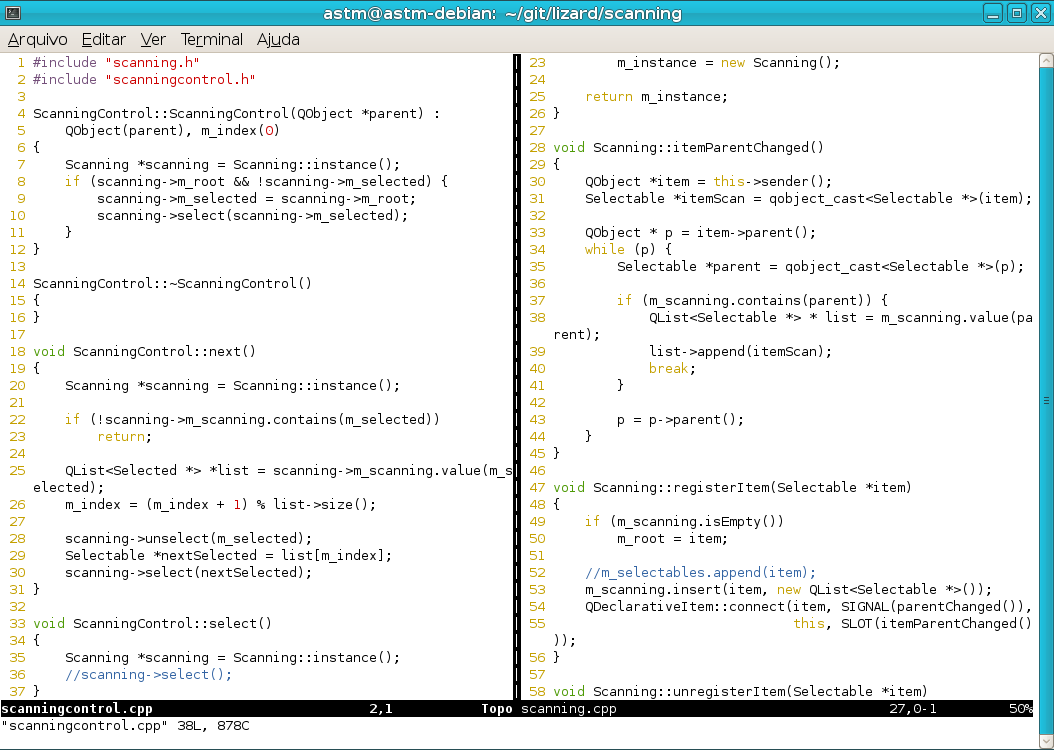 astm@astm-debian: ~/git/lizard/scanning
Arquivo Editar Ver Terminal Ajuda
1 #include "scanning.h"
2 #include "scanningcontrol.h"
3
4 ScanningControl::ScanningControl(QObject *parent) :
5     QObject(parent), m_index(0)
6 {
7     Scanning *scanning = Scanning::instance();
8     if (scanning->m_root && !scanning->m_selected) {
9         scanning->m_selected = scanning->m_root;
10         scanning->select(scanning->m_selected);
11     }
12 }
13
14 ScanningControl::~ScanningControl()
15 {
16 }
17
18 void ScanningControl::next()
19 {
20     Scanning *scanning = Scanning::instance();
21
22     if (!scanning->m_scanning.contains(m_selected))
23         return;
24
25     QList<Selected *> *list = scanning->m_scanning.value(m_s
elected);
26     m_index = (m_index + 1) % list->size();
27
28     scanning->unselect(m_selected);
29     Selectable *nextSelected = list[m_index];
30     scanning->select(nextSelected);
31 }
32
33 void ScanningControl::select()
34 {
35     Scanning *scanning = Scanning::instance();
36     //scanning->select();
37 }
scanningcontrol.cpp 2,1 Topo
"scanningcontrol.cpp" 38L, 878C
23         m_instance = new Scanning();
24
25     return m_instance;
26 }
27
28 void Scanning::itemParentChanged()
29 {
30     QObject *item = this->sender();
31     Selectable *itemScan = qobject_cast<Selectable *>(item);
32
33     QObject * p = item->parent();
34     while (p) {
35         Selectable *parent = qobject_cast<Selectable *>(p);
36
37         if (m_scanning.contains(parent)) {
38             QList<Selectable *> * list = m_scanning.value(pa
rent);
39             list->append(itemScan);
40             break;
41         }
42
43         p = p->parent();
44     }
45 }
46
47 void Scanning::registerItem(Selectable *item)
48 {
49     if (m_scanning.isEmpty())
50         m_root = item;
51
52     //m_selectables.append(item);
53     m_scanning.insert(item, new QList<Selectable *>());
54     QDeclarativeItem::connect(item, SIGNAL(parentChanged()),
55                               this, SLOT(itemParentChanged()
));
56 }
57
58 void Scanning::unregisterItem(Selectable *item)
scanning.cpp 27,0-1 50%